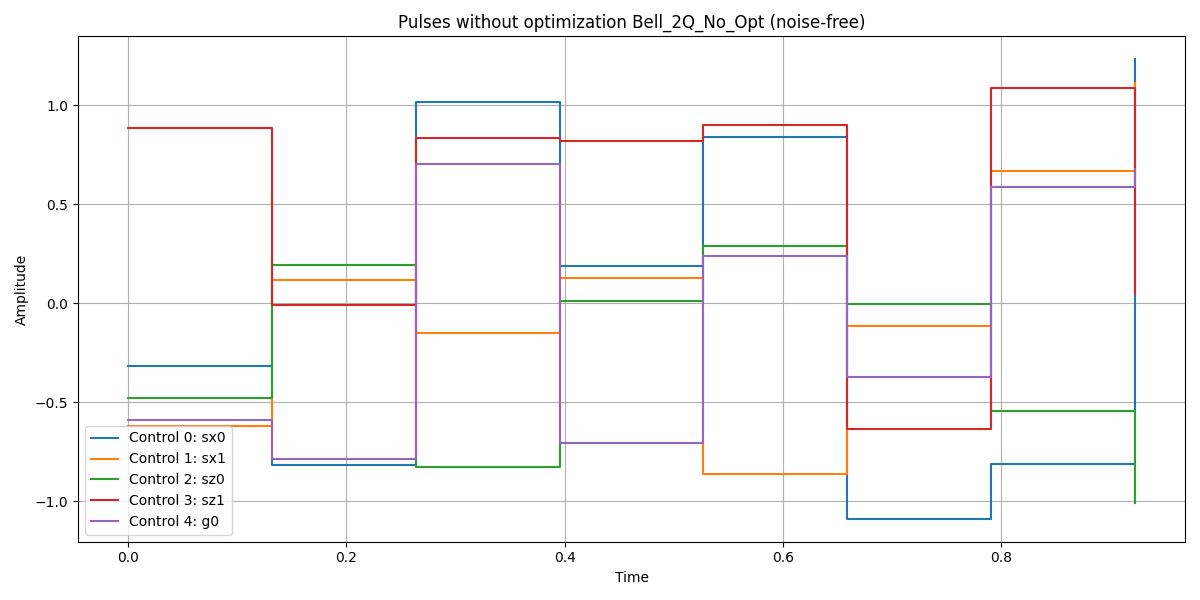 Pulses without optimization Bell_2Q_No_Opt (noise-free)
Amplitude
1.0
0.5
0.0
−0.5
−1.0
Control 0: sx0
Control 1: sx1
Control 2: sz0
Control 3: sz1
Control 4: g0
0.0 0.2 0.4 0.6 0.8
Time